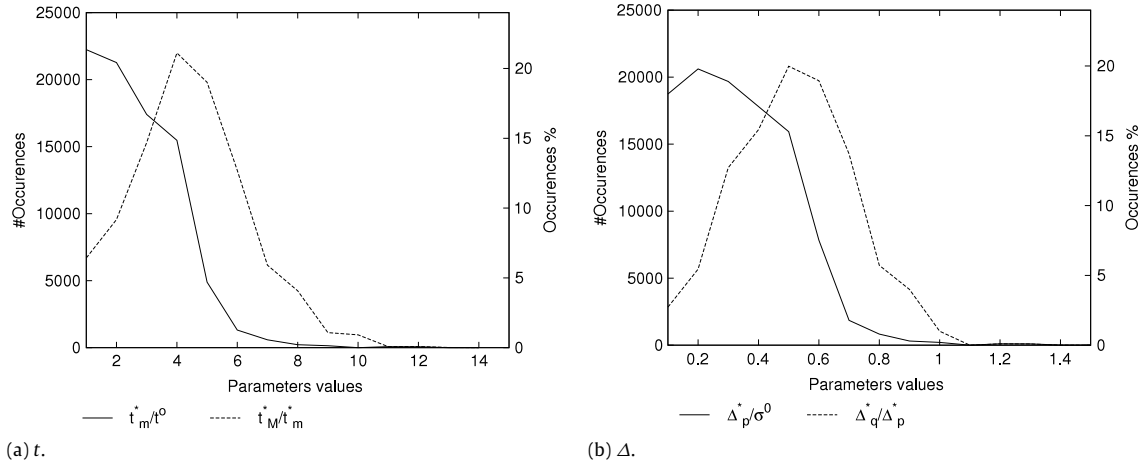 25000
20000
15000
10000
5000
0
#Occurences
20
15
10
5
0
Occurences %
2 4 6 8 10 12 14
Parameters values
t*m/t^o t*M/t*m
(a) t.
25000
20000
15000
10000
5000
0
#Occurences
20
15
10
5
0
Occurences %
0.2 0.4 0.6 0.8 1 1.2 1.4
Parameters values
Δ*p/σ^0 Δ*q/Δ*p
(b) Δ.